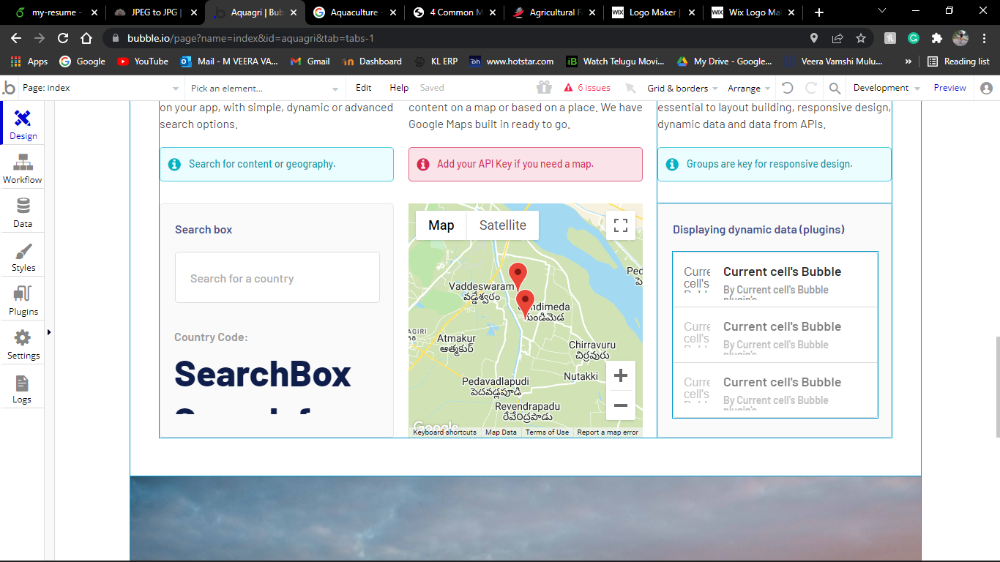 my-resume -
JPEG to JPG |
Aquagri | Bub
Aquaculture -
4 Common M
Agricultural F
WIX
Logo Maker |
WIX
Wix Logo Mak
bubble.io/page?name=index&id=aquagri&tab=tabs-1
Apps
Google
YouTube
Mail - M VEERA VA...
Gmail
Dashboard
KL ERP
www.hotstar.com
iB
Watch Telugu Movi...
My Drive - Google...
Veera Vamshi Mulu...
»
Reading list
.b
Page: index
Pick an element...
Edit
Help
Saved
6 issues
Grid & borders
Arrange
Development
Preview
Design
Workflow
Data
Styles
Plugins
Settings
Logs
on your app, with simple, dynamic or advanced
search options.
content on a map or based on a place. We have
Google Maps built in ready to go.
essential to layout building, responsive design,
dynamic data and data from APIs.
Search for content or geography.
Add your API Key if you need a map.
Groups are key for responsive design.
Search box
Search for a country
Country Code:
SearchBox
Map
Satellite
Vaddeswaram
వడ్డేశ్వరం
గుండిమెడ
AGIRI
Atmakur
ఆత్మకుర్
Chirravuru
చిర్రవురు
Nutakki
Pedavadlapudi
పెదవడ్లపూడి
Revendrapadu
రేవేంద్రపాడు
Ped
Google
Keyboard shortcuts
Map Data
Terms of Use
Report a map error
Displaying dynamic data (plugins)
Curre
cell's
Current cell's Bubble
By Current cell's Bubble
plugin's
Curre
cell's
Current cell's Bubble
By Current cell's Bubble
plugin's
Curre
cell's
Current cell's Bubble
By Current cell's Bubble
plugin's